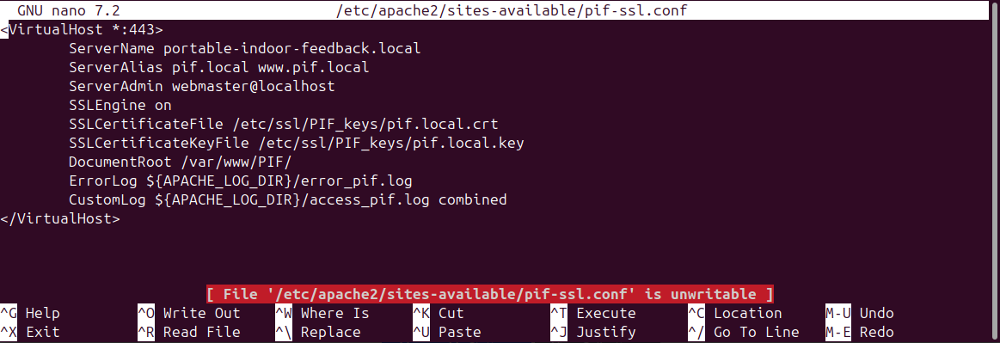 GNU nano 7.2 /etc/apache2/sites-available/pif-ssl.conf
<VirtualHost *:443>
ServerName portable-indoor-feedback.local
ServerAlias pif.local www.pif.local
ServerAdmin webmaster@localhost
SSLEngine on
SSLCertificateFile /etc/ssl/PIF_keys/pif.local.crt
SSLCertificateKeyFile /etc/ssl/PIF_keys/pif.local.key
DocumentRoot /var/www/PIF/
ErrorLog ${APACHE_LOG_DIR}/error_pif.log
CustomLog ${APACHE_LOG_DIR}/access_pif.log combined
</VirtualHost>
[ File '/etc/apache2/sites-available/pif-ssl.conf' is unwritable ]
^G Help ^O Write Out ^W Where Is ^K Cut ^T Execute ^C Location M-U Undo
^X Exit ^R Read File ^\ Replace ^U Paste ^J Justify ^/ Go To Line M-E Redo